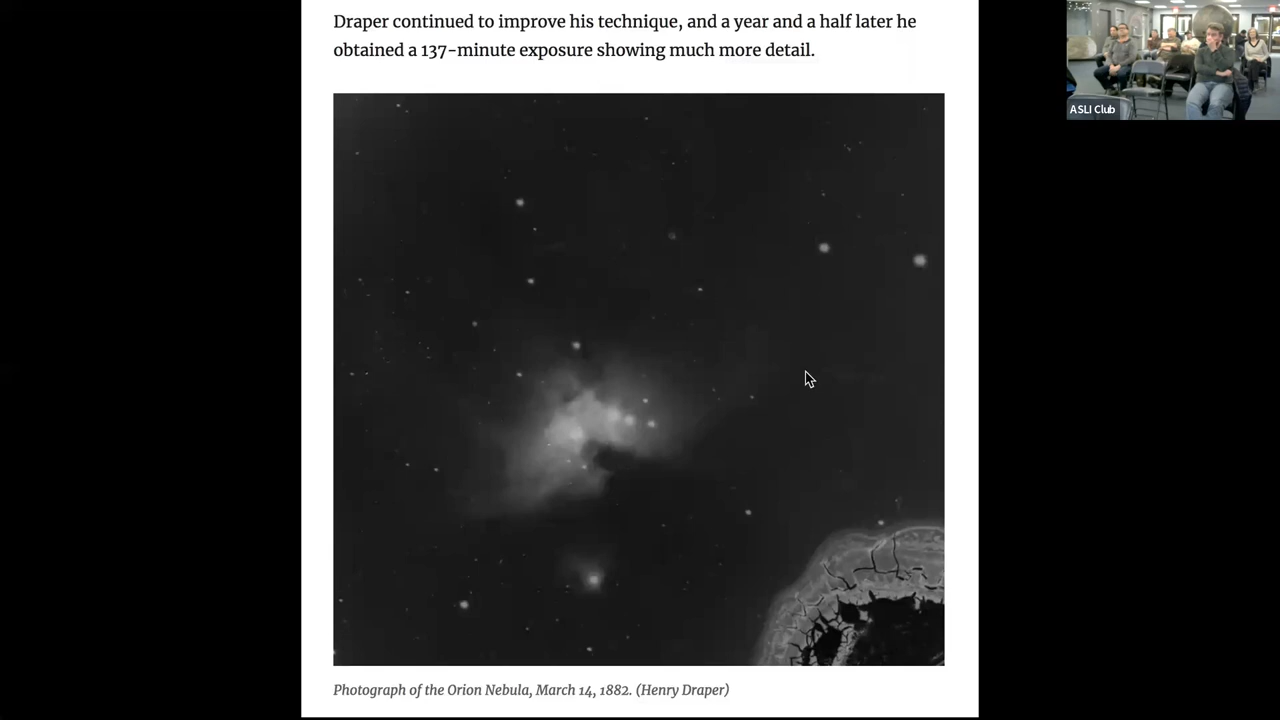 Draper continued to improve his technique, and a year and a half later he
obtained a 137-minute exposure showing much more detail.
ASLI Club
Photograph of the Orion Nebula, March 14, 1882. (Henry Draper)